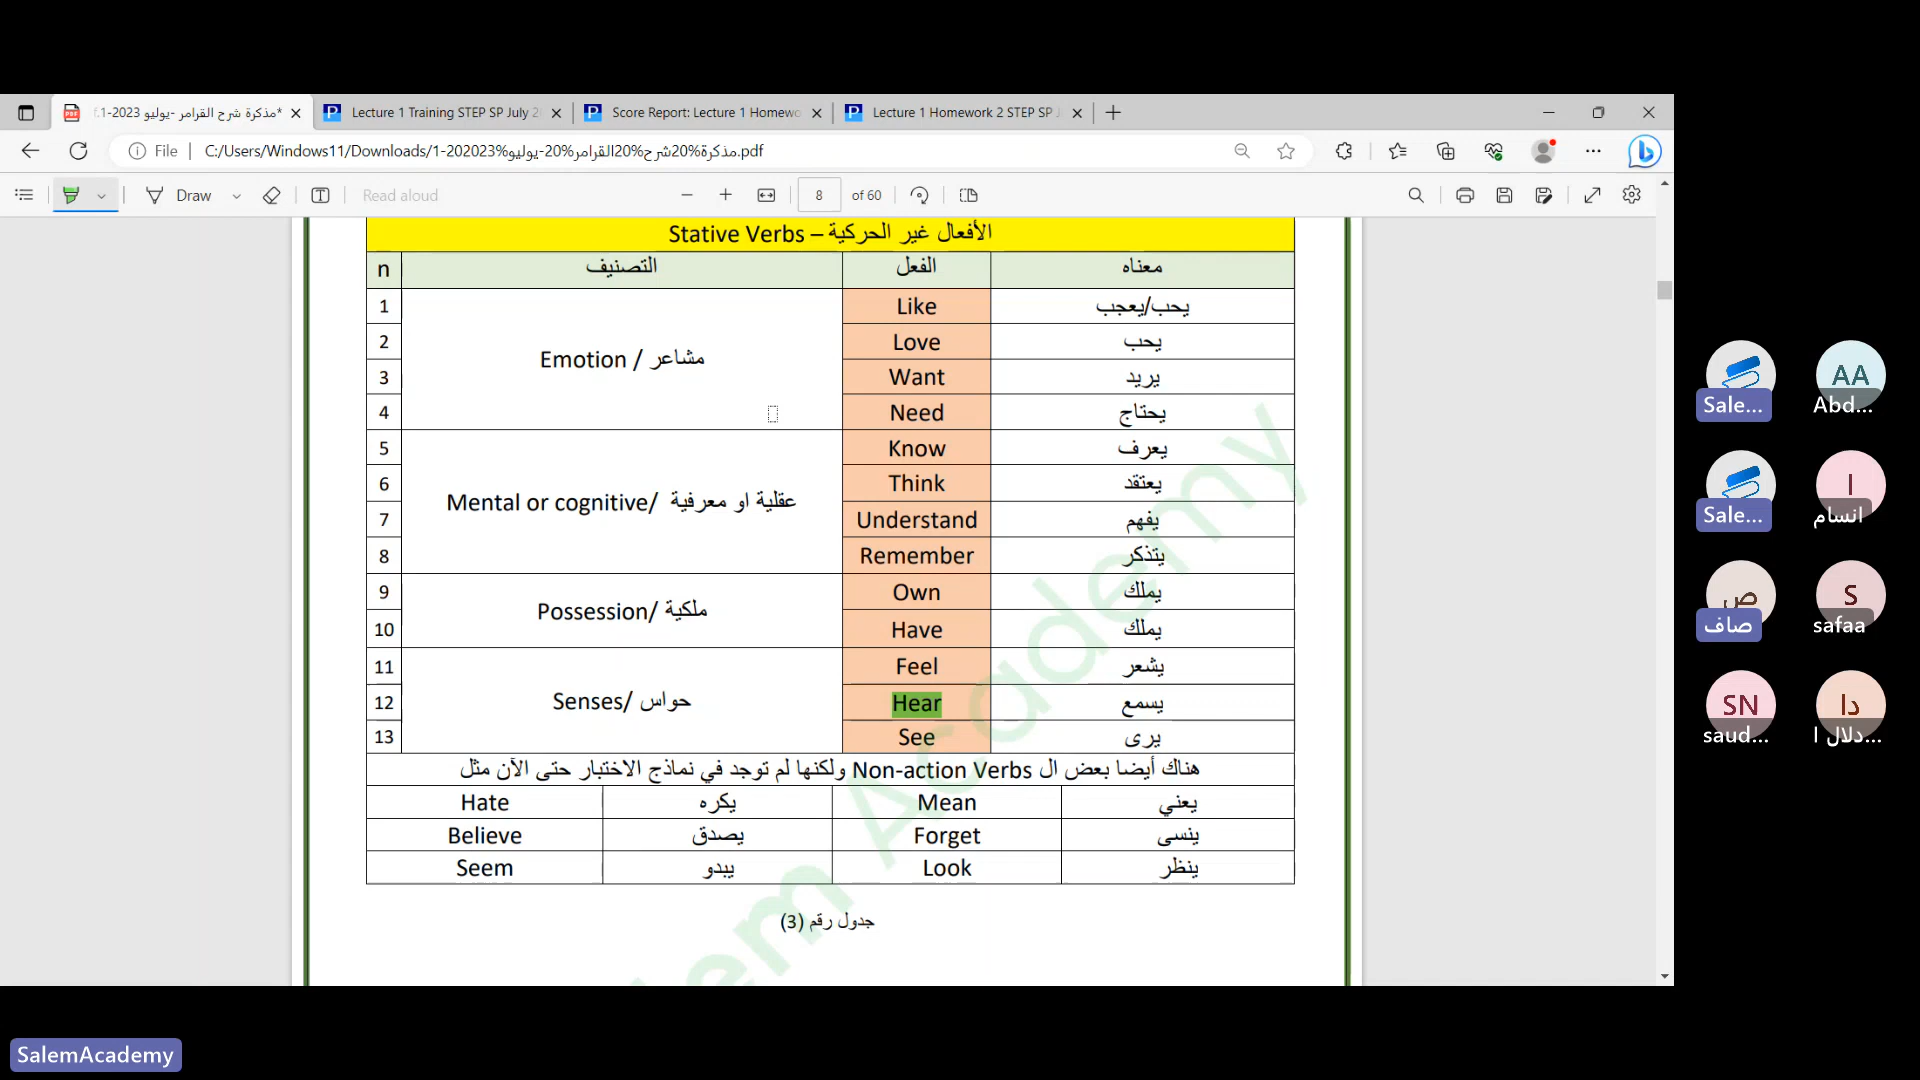 *مذكرة شرح القرامر -يوليو 2023-1.f
Lecture 1 Training STEP SP July 2
Score Report: Lecture 1 Homewo
Lecture 1 Homework 2 STEP SP J
File
C:/Users/Windows11/Downloads/1-202023%مذكرة%20شرح%20القرامر%20-يوليو.pdf
Draw
Read aloud
8 of 60
Stative Verbs – الأفعال غير الحركية
n التصنيف الفعل معناه
1 Emotion / مشاعر Like يحب/يعجب
2 Love يحب
3 Want يريد
4 Need يحتاج
5 Mental or cognitive/ عقلية او معرفية Know يعرف
6 Think يعتقد
7 Understand يفهم
8 Remember يتذكر
9 Possession/ ملكية Own يملك
10 Have يملك
11 Senses/ حواس Feel يشعر
12 Hear يسمع
13 See يرى
هناك أيضا بعض ال Non-action Verbs ولكنها لم توجد في نماذج الاختبار حتى الآن مثل
Hate يكره Mean يعني
Believe يصدق Forget ينسى
Seem يبدو Look ينظر
جدول رقم (3)
em Academy
Sale...
AA
Abd...
Sale...
ا
انسام
ص
صاف
S
safaa
SN
saud...
دا
دلال ا...
SalemAcademy